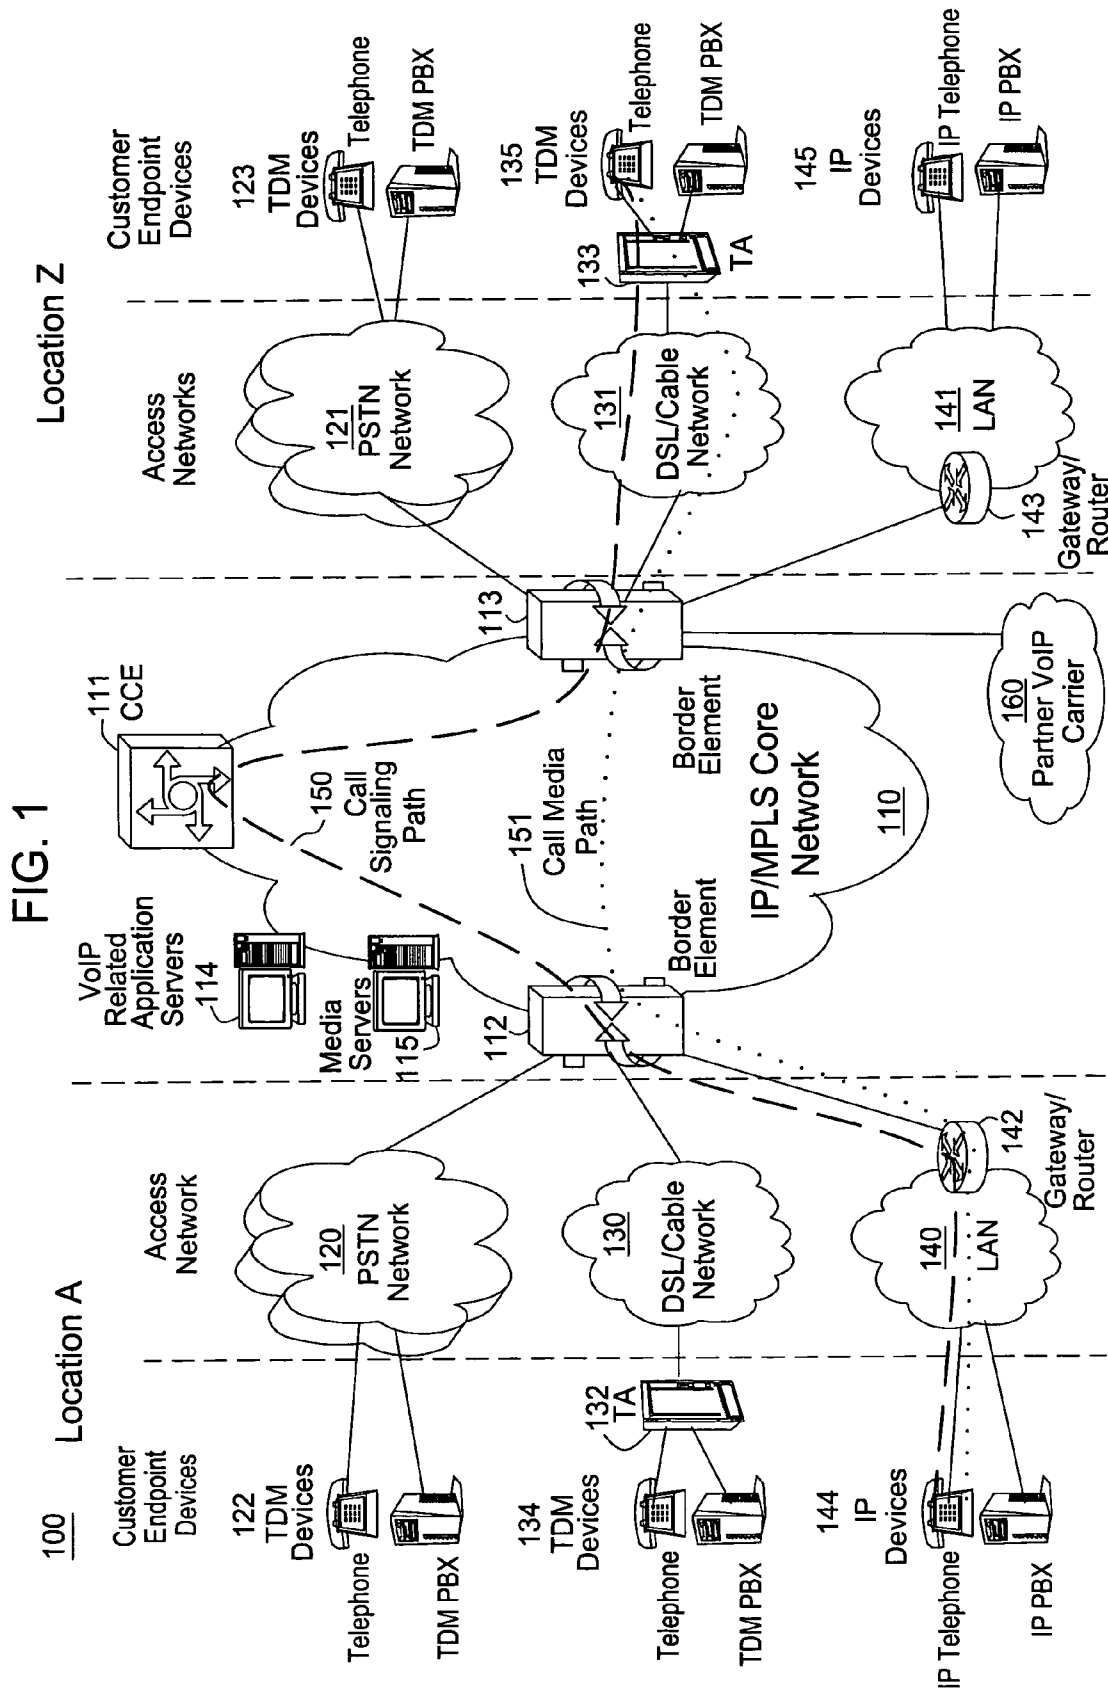 FIG. 1
100
Location A
Location Z
Customer
Endpoint
Devices
Access
Network
VoIP
Related
Application
Servers
114
111
CCE
Access
Networks
Customer
Endpoint
Devices
122
TDM
Devices
Telephone
TDM PBX
120
PSTN
Network
Media
Servers
115
112
150
Call
Signaling
Path
113
121
PSTN
Network
123
TDM
Devices
Telephone
TDM PBX
134
TDM
Devices
Telephone
TDM PBX
132
TA
130
DSL/Cable
Network
151
Call Media
Path
Border
Element
Border
Element
131
DSL/Cable
Network
133
TA
135
TDM
Devices
Telephone
TDM PBX
IP/MPLS Core
Network
110
144
IP
Devices
IP Telephone
IP PBX
140
LAN
142
Gateway/
Router
160
Partner VoIP
Carrier
143
Gateway/
Router
141
LAN
145
IP
Devices
IP Telephone
IP PBX